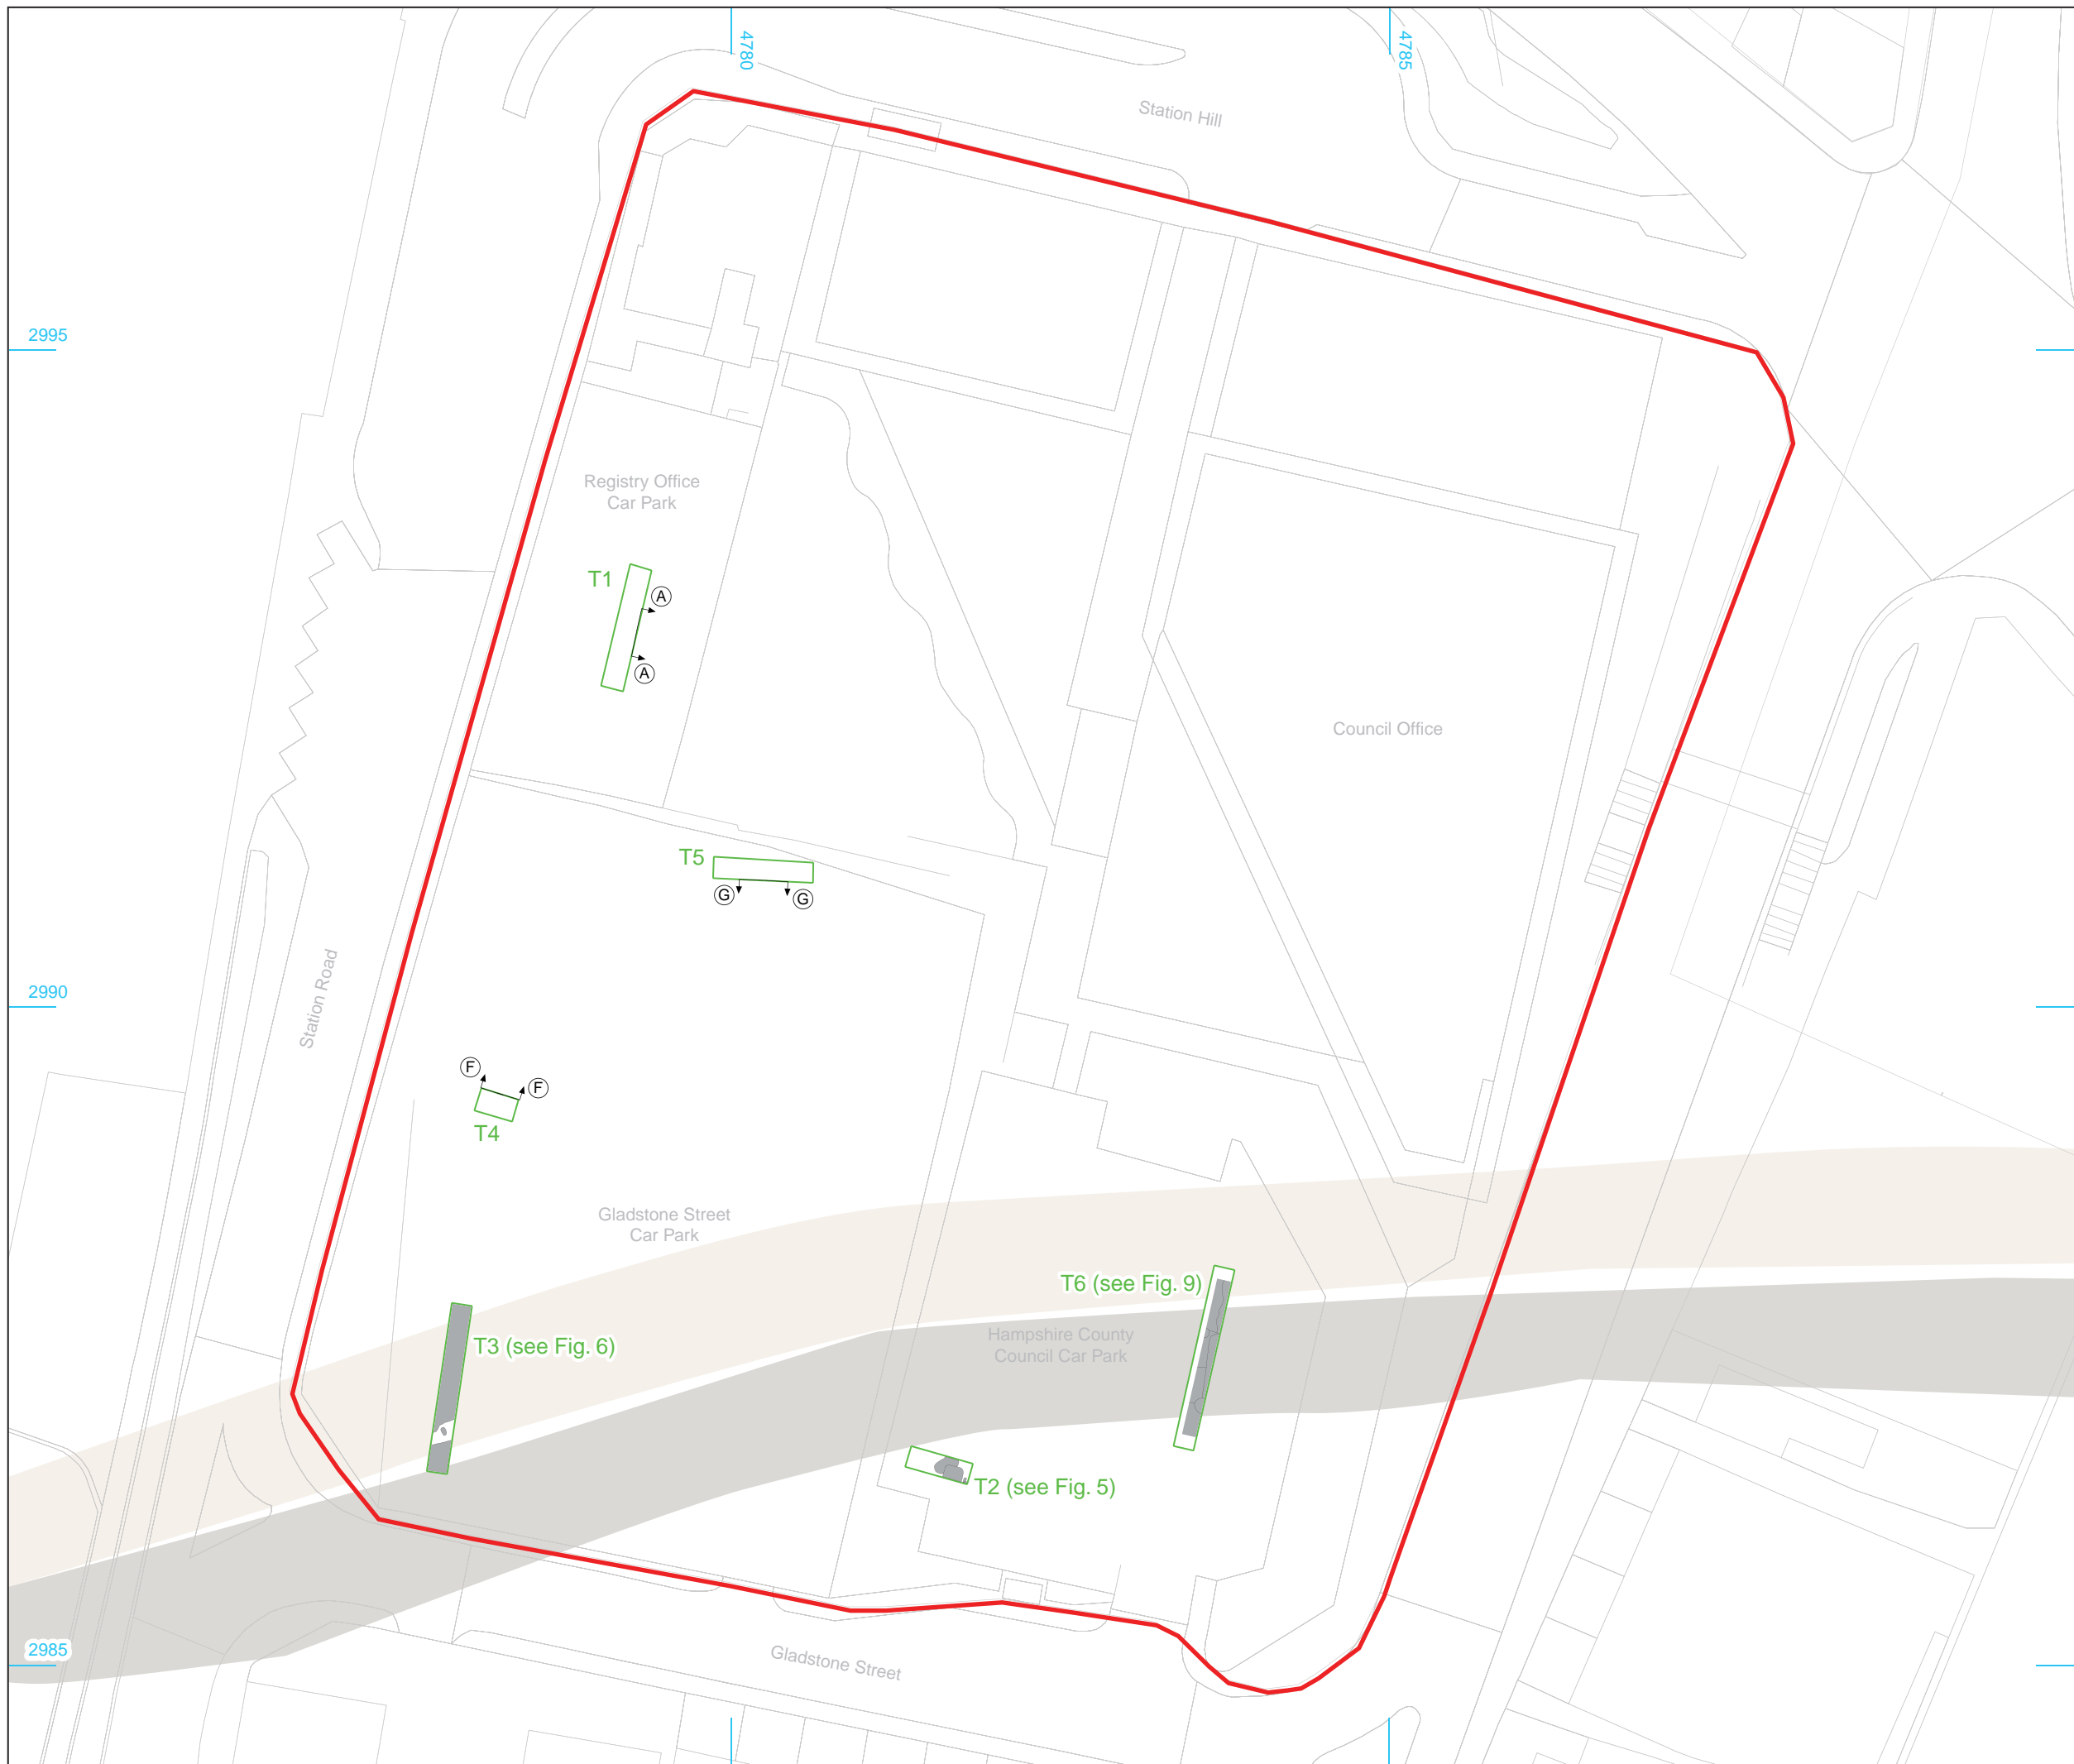 4780
4785
Station Hill
2995
Registry Office
Car Park
T1
A
A
Council Office
T5
G
G
Station Road
2990
F
F
T4
Gladstone Street
Car Park
T6 (see Fig. 9)
T3 (see Fig. 6)
Hampshire County
Council Car Park
T2 (see Fig. 5)
2985
Gladstone Street